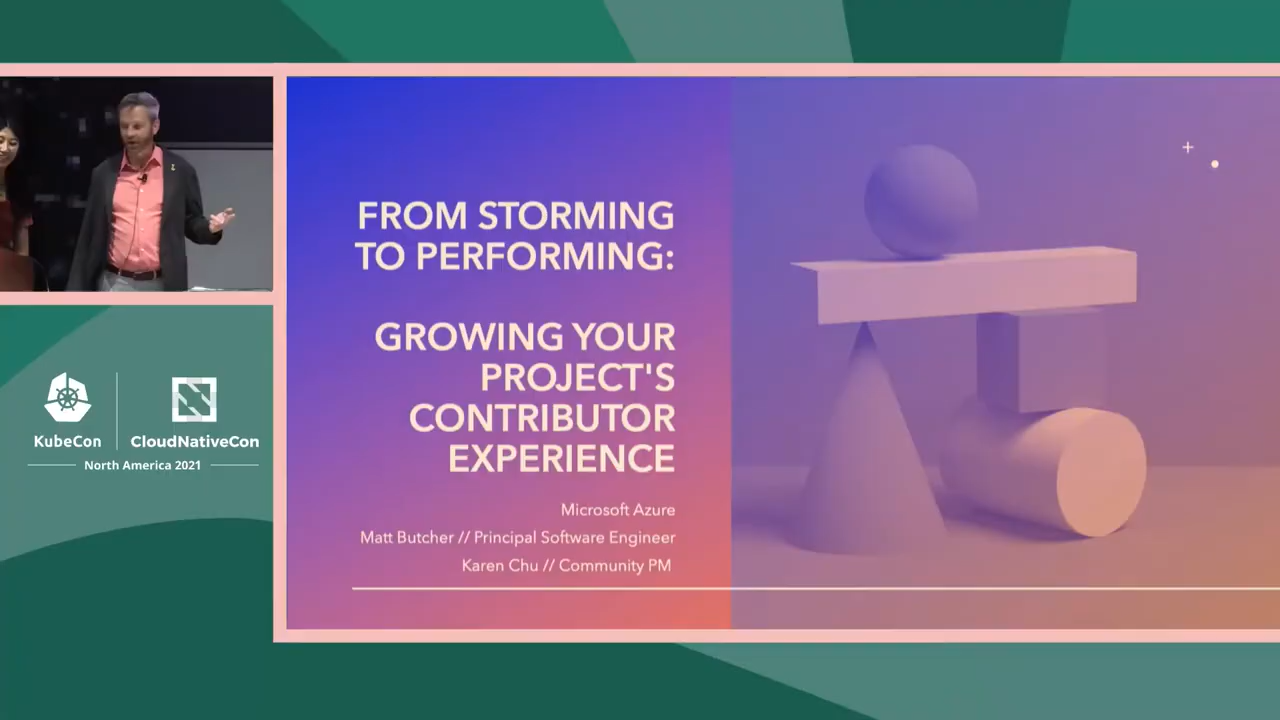 FROM STORMING
TO PERFORMING:
GROWING YOUR
PROJECT'S
CONTRIBUTOR
EXPERIENCE
Microsoft Azure
Matt Butcher // Principal Software Engineer
Karen Chu // Community PM
KubeCon
CloudNativeCon
North America 2021